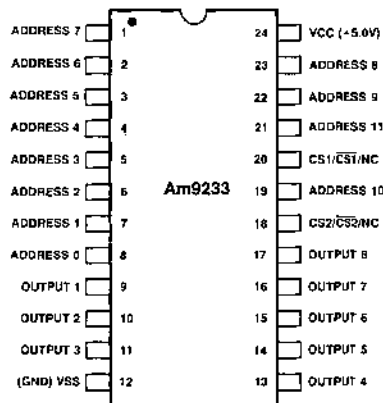 ADDRESS 7 1 24 VCC (+5.0V)
ADDRESS 6 2 23 ADDRESS 8
ADDRESS 5 3 22 ADDRESS 9
ADDRESS 4 4 21 ADDRESS 11
ADDRESS 3 5 20 CS1/C̅S̅1̅/NC
ADDRESS 2 6 Am9233 19 ADDRESS 10
ADDRESS 1 7 18 CS2/C̅S̅2̅/NC
ADDRESS 0 8 17 OUTPUT 8
OUTPUT 1 9 16 OUTPUT 7
OUTPUT 2 10 15 OUTPUT 6
OUTPUT 3 11 14 OUTPUT 5
(GND) VSS 12 13 OUTPUT 4